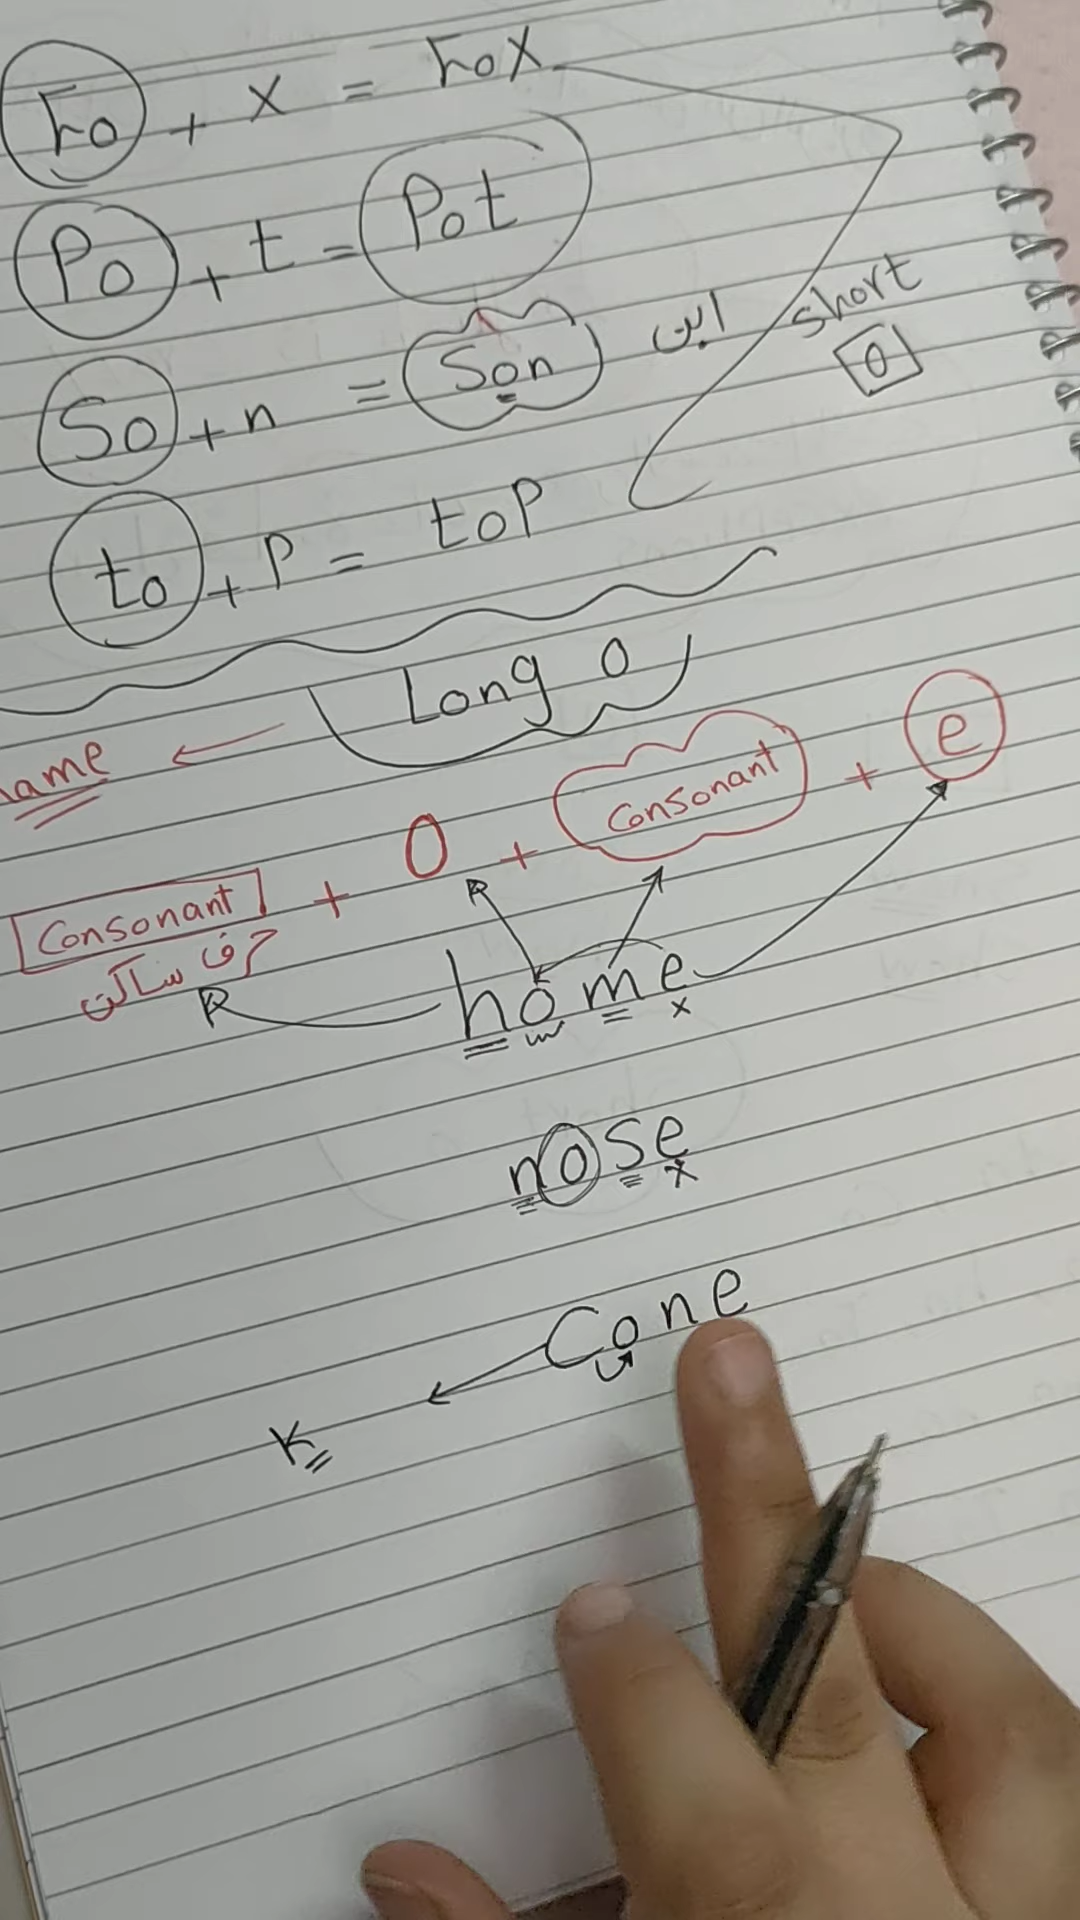 Fo + x = Fox
Po + t = Pot
So + n = Son ابن short
o
to + P = toP
Long o
ame
Consonant + O + Consonant + e
حرف ساكن
home
x
nose
x
Cone
K